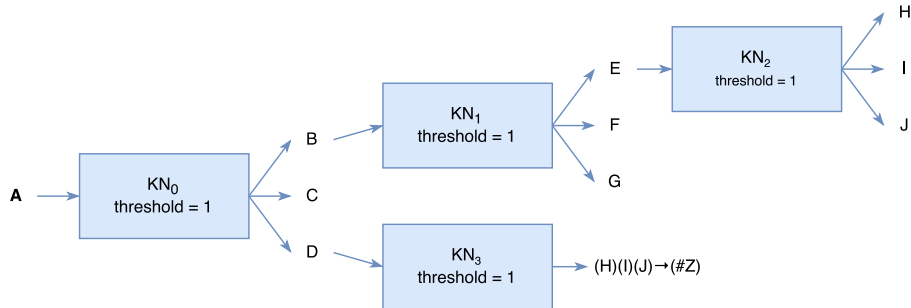 A
KN₀
threshold = 1
B
C
D
KN₁
threshold = 1
E
F
G
KN₂
threshold = 1
H
I
J
KN₃
threshold = 1
(H)(I)(J)→(#Z)